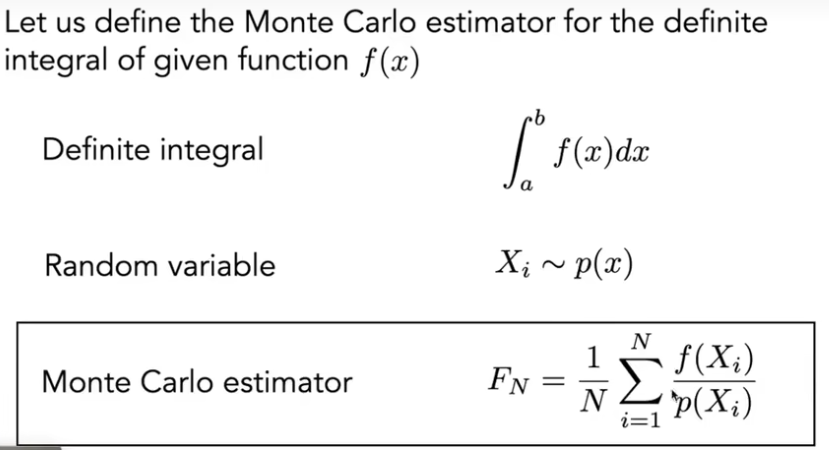 Let us define the Monte Carlo estimator for the definite
integral of given function f(x)
Definite integral ∫_a^b f(x)dx
Random variable X_i ~ p(x)
Monte Carlo estimator F_N = 1/N ∑_{i=1}^N f(X_i)/p(X_i)